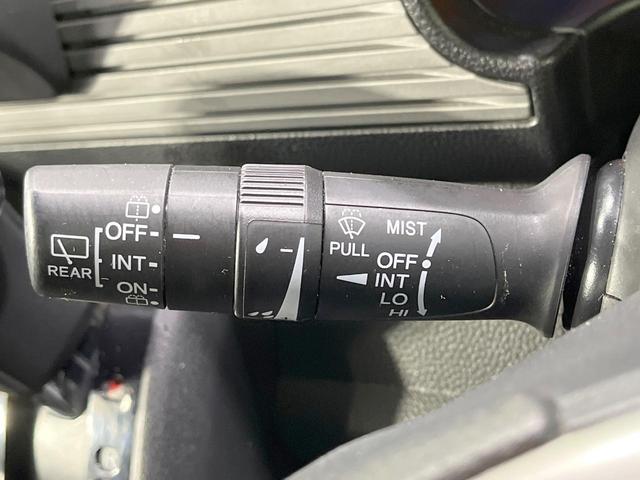 OFF
INT
ON
REAR
PULL
MIST
OFF
INT
LO
HI